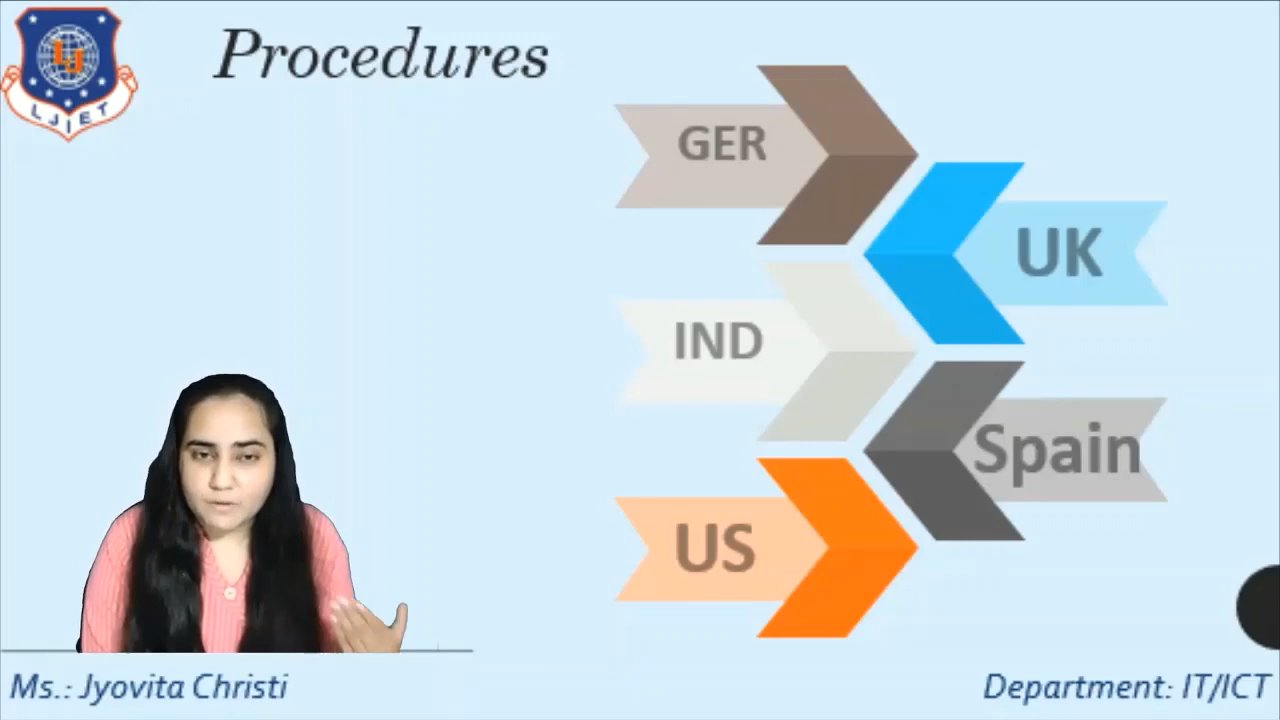 Procedures
LJIET
GER
UK
IND
Spain
US
Ms.: Jyovita Christi
Department: IT/ICT